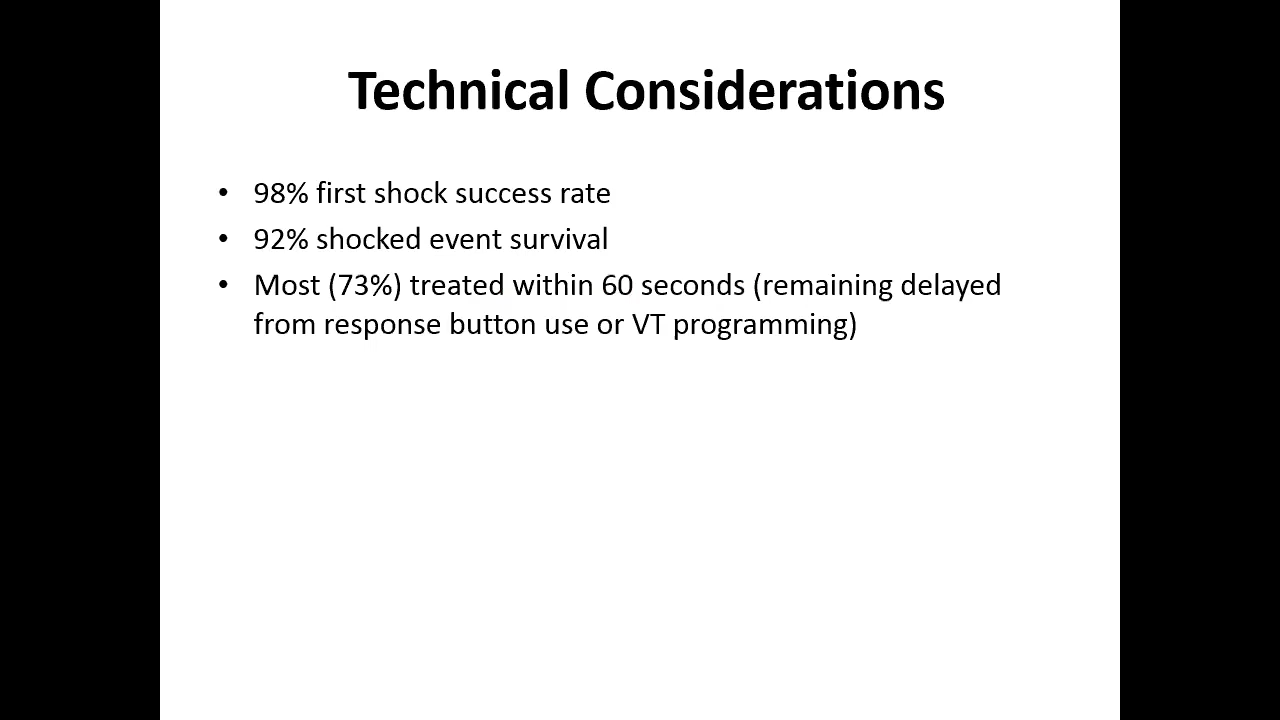 Technical Considerations
• 98% first shock success rate
• 92% shocked event survival
• Most (73%) treated within 60 seconds (remaining delayed
from response button use or VT programming)